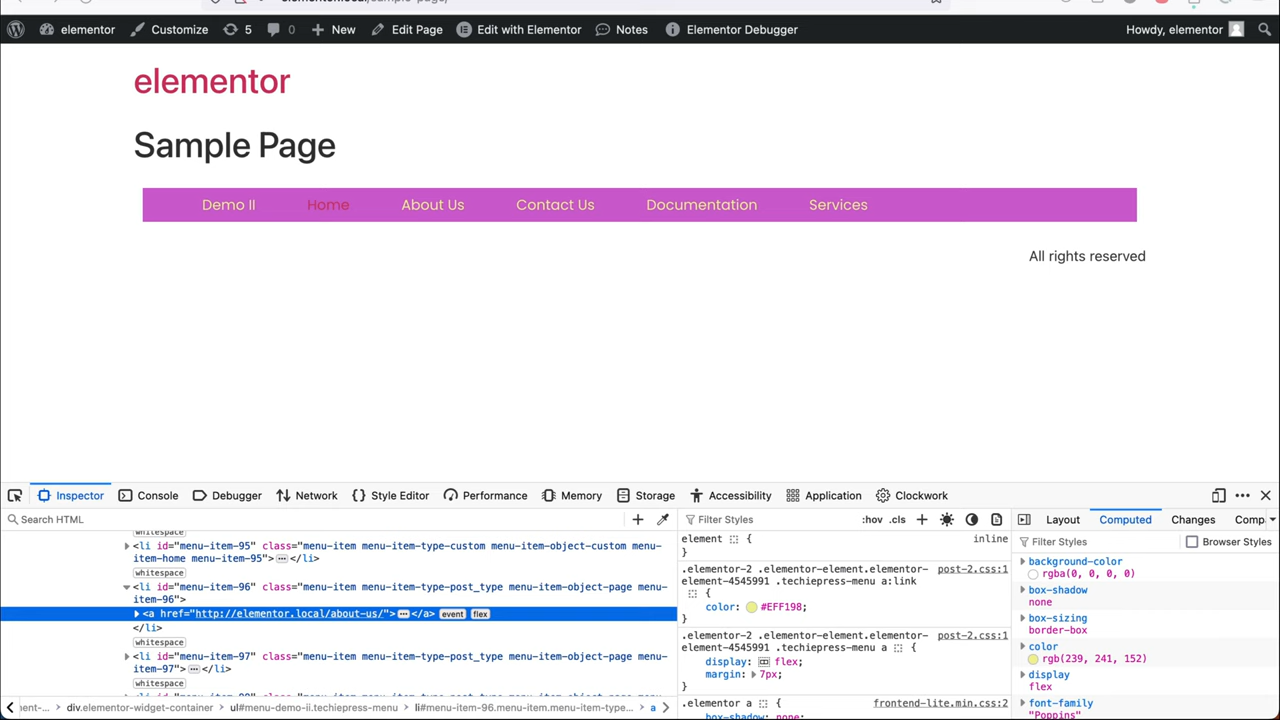 elementor 5 0 New Edit Page Edit with Elementor Notes Elementor Debugger Howdy, elementor
Customize
elementor
Sample Page
Demo II Home About Us Contact Us Documentation Services
All rights reserved
Inspector Console Debugger Network Style Editor Performance Memory Storage Accessibility Application Clockwork
Search HTML
whitespace
<li id="menu-item-95" class="menu-item menu-item-type-custom menu-item-object-custom menu-
item-home menu-item-95"> </li>
whitespace
<li id="menu-item-96" class="menu-item menu-item-type-post_type menu-item-object-page menu-
item-96">
<a href="http://elementor.local/about-us/"> </a> event flex
</li>
whitespace
<li id="menu-item-97" class="menu-item menu-item-type-post_type menu-item-object-page menu-
item-97"> </li>
whitespace
ment-... div.elementor-widget-container ul#menu-demo-ii.techiepress-menu li#menu-item-96.menu-item.menu-item-type... a
Filter Styles :hov .cls
element { inline
}
.elementor-2 .elementor-element.elementor- post-2.css:1
element-4545991 .techiepress-menu a:link
{
color: #EFF198;
}
.elementor-2 .elementor-element.elementor- post-2.css:1
element-4545991 .techiepress-menu a {
display: flex;
margin: 7px;
}
.elementor a { frontend-lite.min.css:2
box-shadow: none;
Layout Computed Changes Comp
Filter Styles Browser Styles
background-color
rgba(0, 0, 0, 0)
box-shadow
none
box-sizing
border-box
color
rgb(239, 241, 152)
display
flex
font-family
"Poppins"